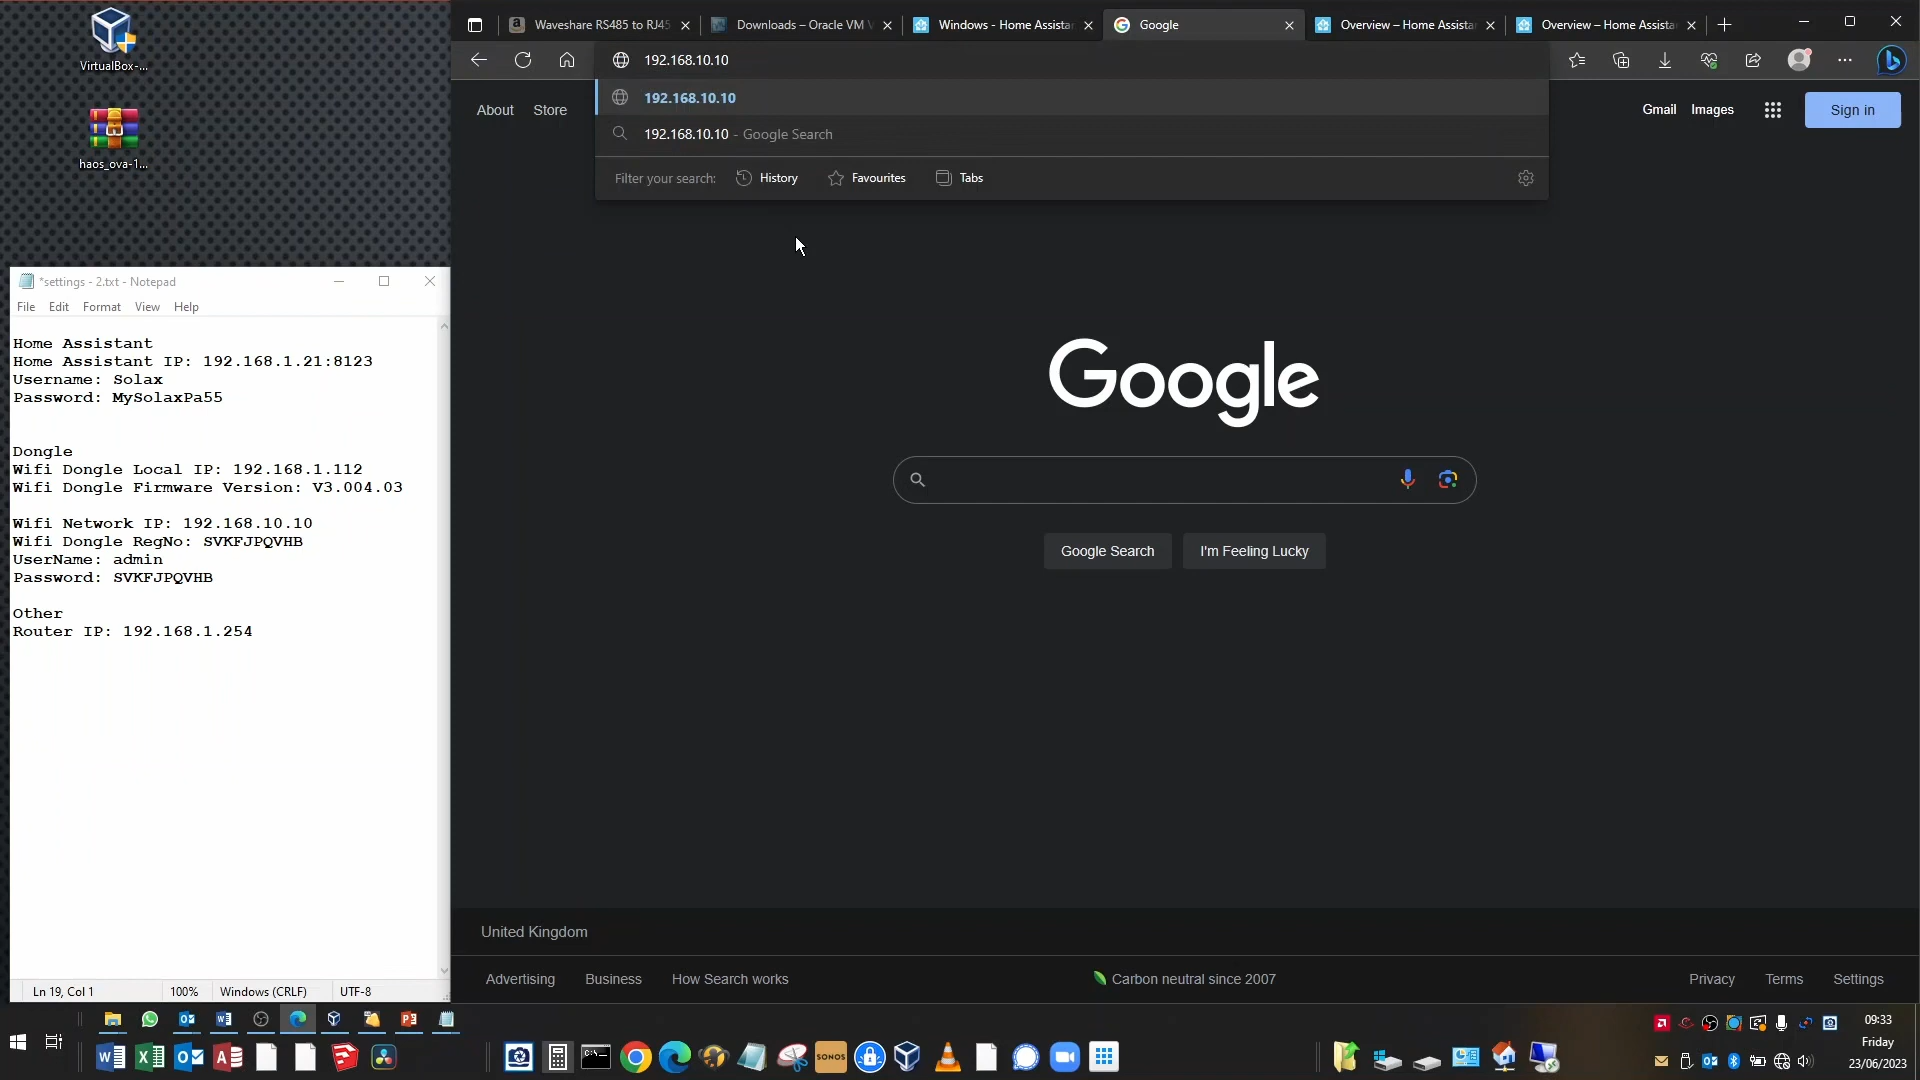 VirtualBox-...
haos_ova-1...
*settings - 2.txt - Notepad
File Edit Format View Help
Home Assistant
Home Assistant IP: 192.168.1.21:8123
Username: Solax
Password: MySolaxPa55
Dongle
Wifi Dongle Local IP: 192.168.1.112
Wifi Dongle Firmware Version: V3.004.03
Wifi Network IP: 192.168.10.10
Wifi Dongle RegNo: SVKFJPQVHB
UserName: admin
Password: SVKFJPQVHB
Other
Router IP: 192.168.1.254
Ln 19, Col 1 100% Windows (CRLF) UTF-8
Waveshare RS485 to RJ45 Downloads – Oracle VM V Windows - Home Assistan Google Overview – Home Assista Overview – Home Assista
192.168.10.10
192.168.10.10
192.168.10.10 - Google Search
Filter your search: History Favourites Tabs
About Store Gmail Images Sign in
Google
Google Search I'm Feeling Lucky
United Kingdom
Advertising Business How Search works Carbon neutral since 2007 Privacy Terms Settings
SONOS
09:33
Friday
23/06/2023